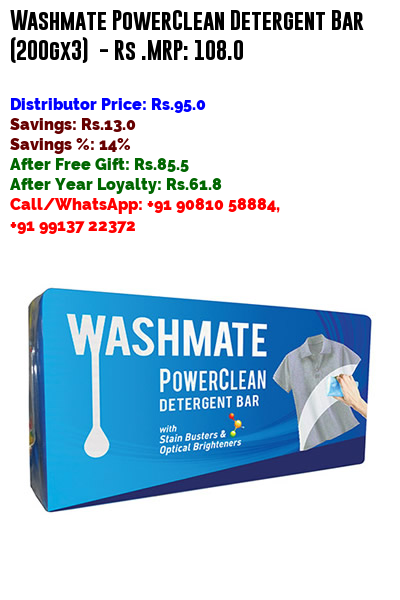 Washmate PowerClean Detergent Bar
(200gx3) - Rs .MRP: 108.0
Distributor Price: Rs.95.0
Savings: Rs.13.0
Savings %: 14%
After Free Gift: Rs.85.5
After Year Loyalty: Rs.61.8
Call/WhatsApp: +91 90810 58884,
+91 99137 22372
WASHMATE
PowerClean
DETERGENT BAR
with
Stain Busters &
Optical Brighteners